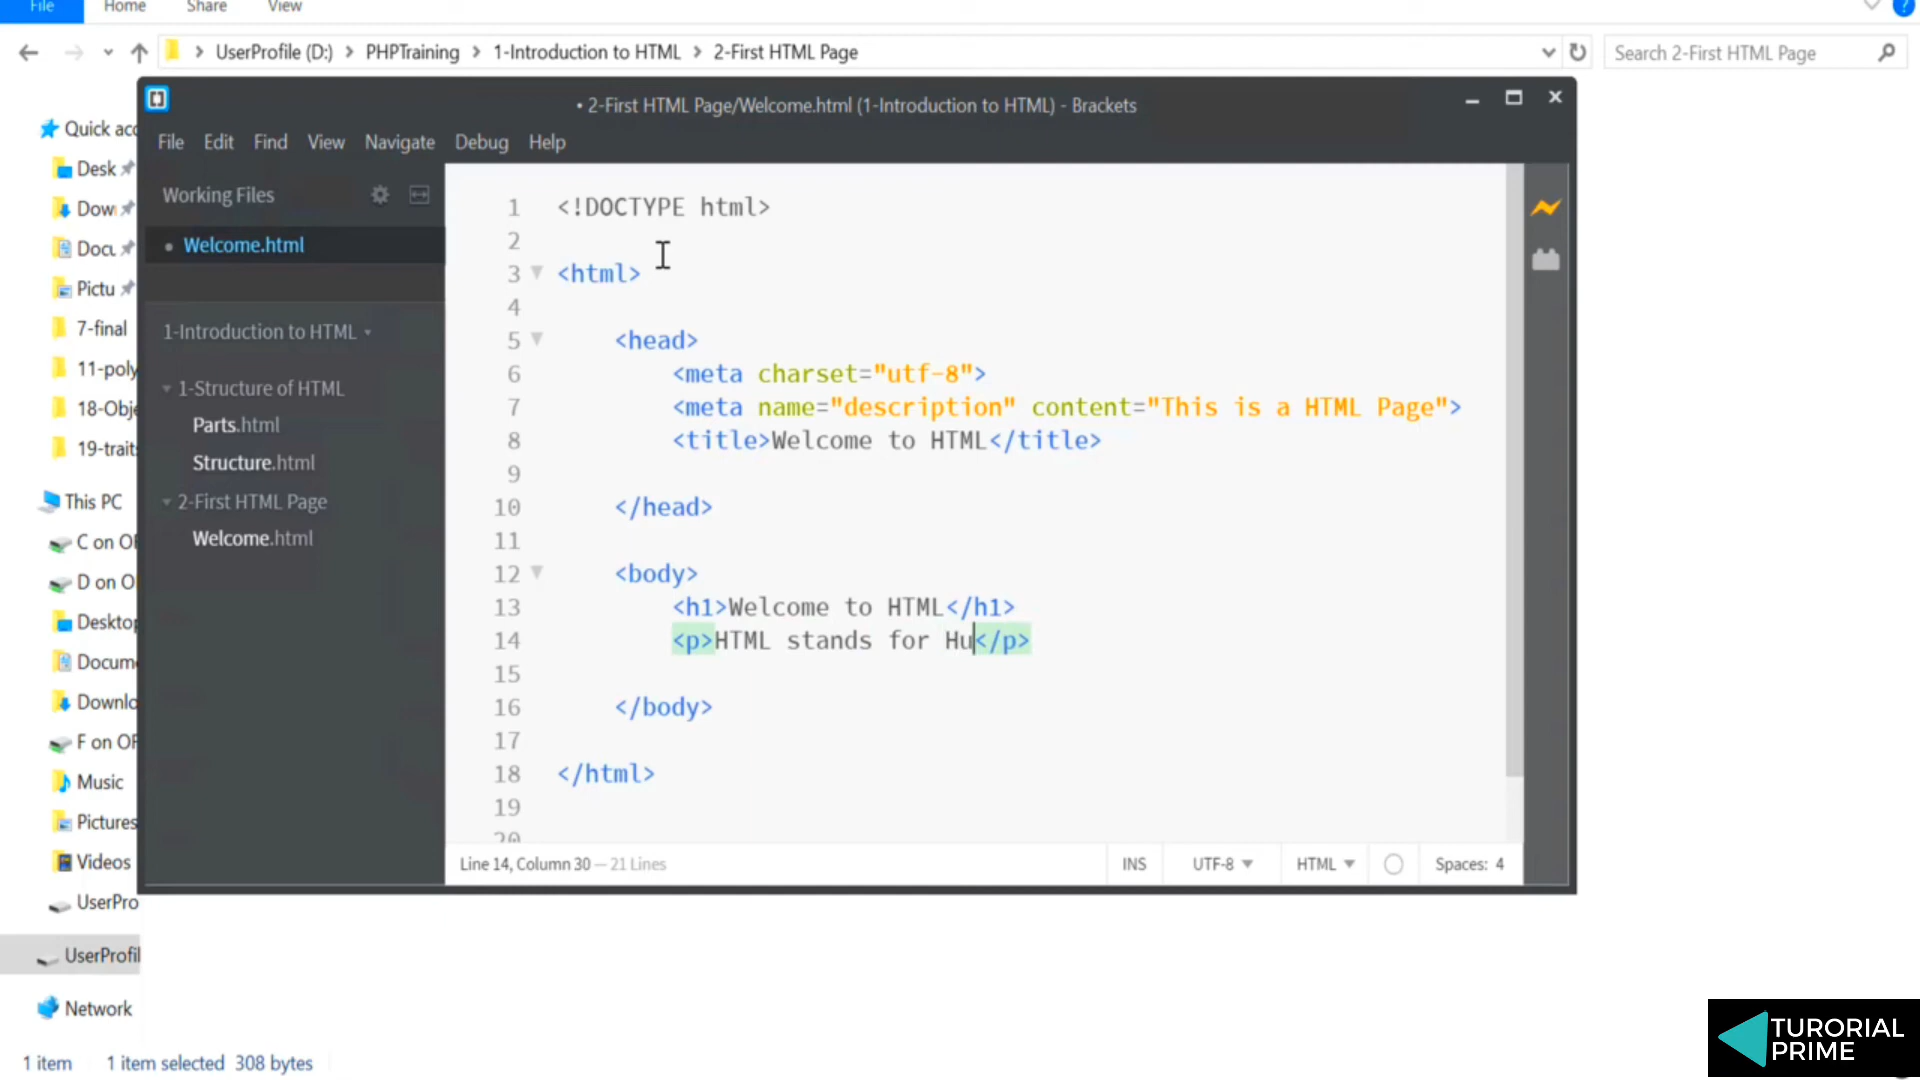 File Home Share View
UserProfile (D:) > PHPTraining > 1-Introduction to HTML > 2-First HTML Page
Search 2-First HTML Page
• 2-First HTML Page/Welcome.html (1-Introduction to HTML) - Brackets
File Edit Find View Navigate Debug Help
Working Files
• Welcome.html
1-Introduction to HTML
1-Structure of HTML
Parts.html
Structure.html
2-First HTML Page
Welcome.html
1 <!DOCTYPE html>
2
3 <html>
4
5 <head>
6 <meta charset="utf-8">
7 <meta name="description" content="This is a HTML Page">
8 <title>Welcome to HTML</title>
9
10 </head>
11
12 <body>
13 <h1>Welcome to HTML</h1>
14 <p>HTML stands for Hu</p>
15
16 </body>
17
18 </html>
19
20
Line 14, Column 30 — 21 Lines
INS UTF-8 HTML Spaces: 4
Quick acc
Desk
Dow
Docu
Pictu
7-final
11-poly
18-Obje
19-trait
This PC
C on OF
D on O
Desktop
Docume
Downlo
F on OF
Music
Pictures
Videos
UserPro
UserProfil
Network
1 item 1 item selected 308 bytes
TURORIAL
PRIME